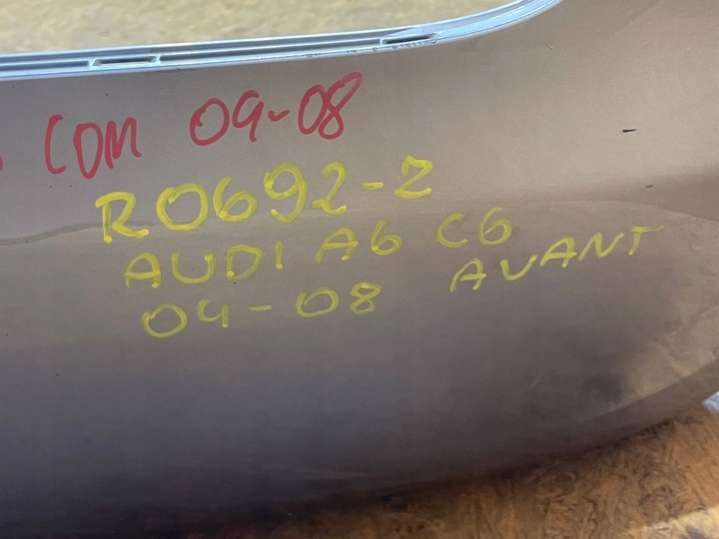 COM 09-08
R0692-Z
AUDI A6 C6
04-08 AVANT